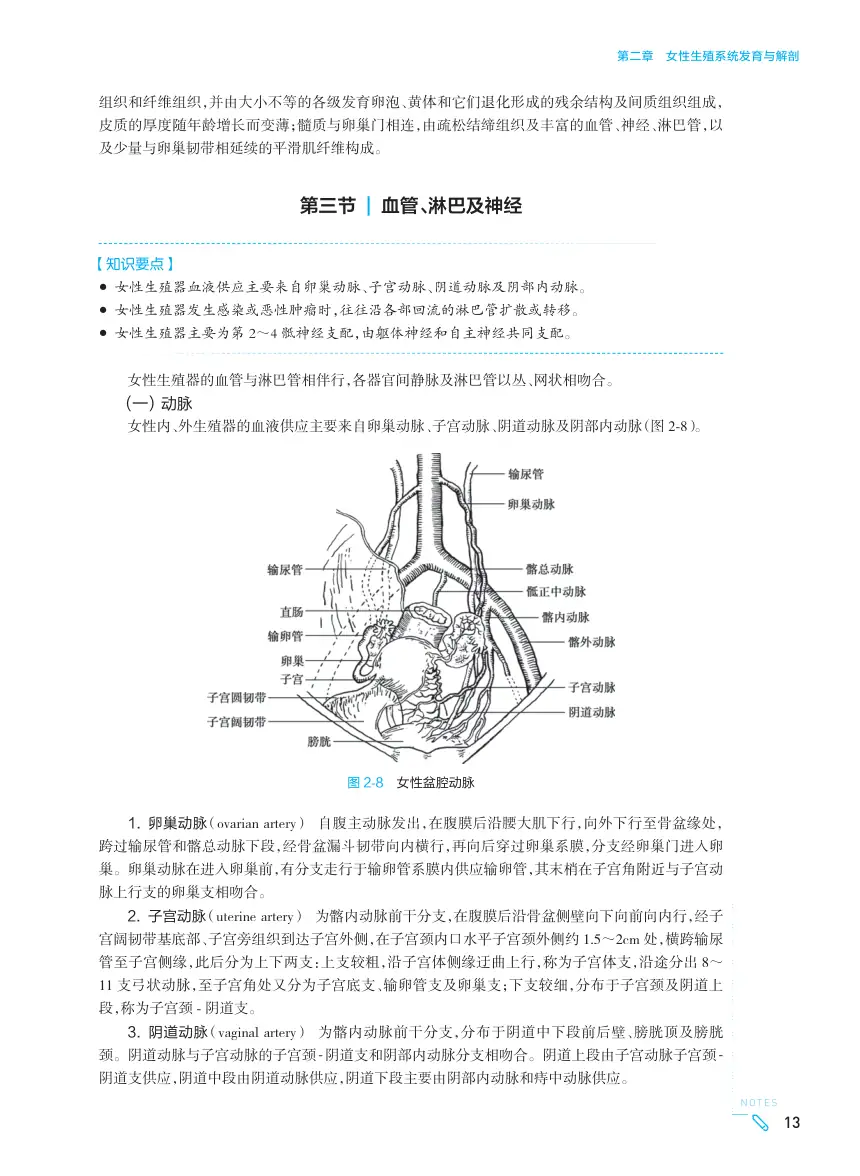 第二章 女性生殖系统发育与解剖
组织和纤维组织,并由大小不等的各级发育卵泡、黄体和它们退化形成的残余结构及间质组织组成,
皮质的厚度随年龄增长而变薄;髓质与卵巢门相连,由疏松结缔组织及丰富的血管、神经、淋巴管,以
及少量与卵巢韧带相延续的平滑肌纤维构成。
第三节 | 血管、淋巴及神经
【知识要点】
● 女性生殖器血液供应主要来自卵巢动脉、子宫动脉、阴道动脉及阴部内动脉。
● 女性生殖器发生感染或恶性肿瘤时,往往沿各部回流的淋巴管扩散或转移。
● 女性生殖器主要为第 2～4 骶神经支配,由躯体神经和自主神经共同支配。
女性生殖器的血管与淋巴管相伴行,各器官间静脉及淋巴管以丛、网状相吻合。
(一) 动脉
女性内、外生殖器的血液供应主要来自卵巢动脉、子宫动脉、阴道动脉及阴部内动脉(图 2-8)。
输尿管
卵巢动脉
输尿管
髂总动脉
骶正中动脉
直肠
髂内动脉
输卵管
髂外动脉
卵巢
子宫
子宫动脉
子宫圆韧带
阴道动脉
子宫阔韧带
膀胱
图 2-8 女性盆腔动脉
1. 卵巢动脉(ovarian artery) 自腹主动脉发出,在腹膜后沿腰大肌下行,向外下行至骨盆缘处,
跨过输尿管和髂总动脉下段,经骨盆漏斗韧带向内横行,再向后穿过卵巢系膜,分支经卵巢门进入卵
巢。卵巢动脉在进入卵巢前,有分支走行于输卵管系膜内供应输卵管,其末梢在子宫角附近与子宫动
脉上行支的卵巢支相吻合。
2. 子宫动脉(uterine artery) 为髂内动脉前干分支,在腹膜后沿骨盆侧壁向下向前向内行,经子
宫阔韧带基底部、子宫旁组织到达子宫外侧,在子宫颈内口水平子宫颈外侧约 1.5～2cm 处,横跨输尿
管至子宫侧缘,此后分为上下两支:上支较粗,沿子宫体侧缘迂曲上行,称为子宫体支,沿途分出 8～
11 支弓状动脉,至子宫角处又分为子宫底支、输卵管支及卵巢支;下支较细,分布于子宫颈及阴道上
段,称为子宫颈 - 阴道支。
3. 阴道动脉(vaginal artery) 为髂内动脉前干分支,分布于阴道中下段前后壁、膀胱顶及膀胱
颈。阴道动脉与子宫动脉的子宫颈-阴道支和阴部内动脉分支相吻合。阴道上段由子宫动脉子宫颈-
阴道支供应,阴道中段由阴道动脉供应,阴道下段主要由阴部内动脉和痔中动脉供应。
NOTES
13